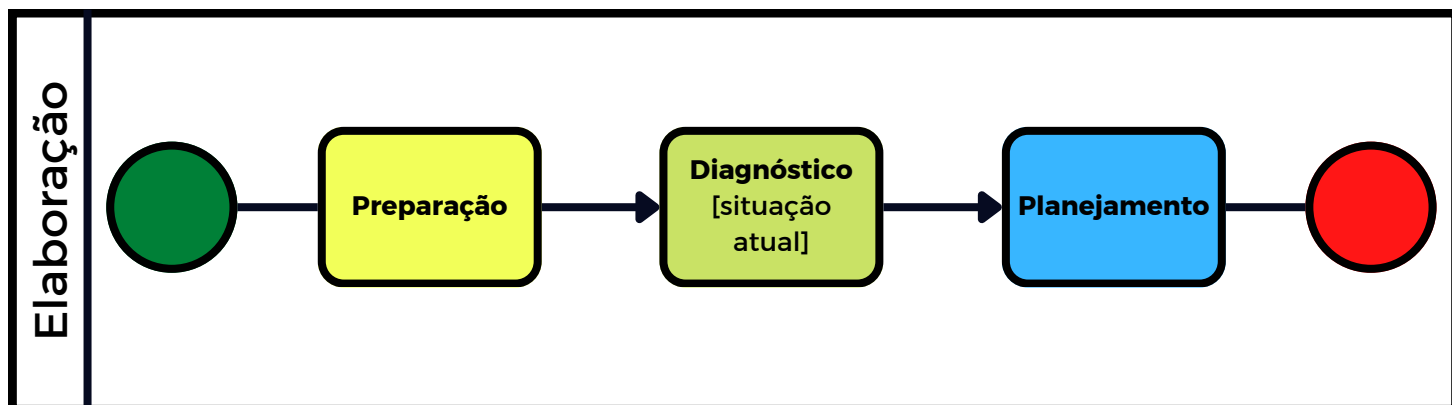 Elaboração
Preparação
Diagnóstico
[situação
atual]
Planejamento